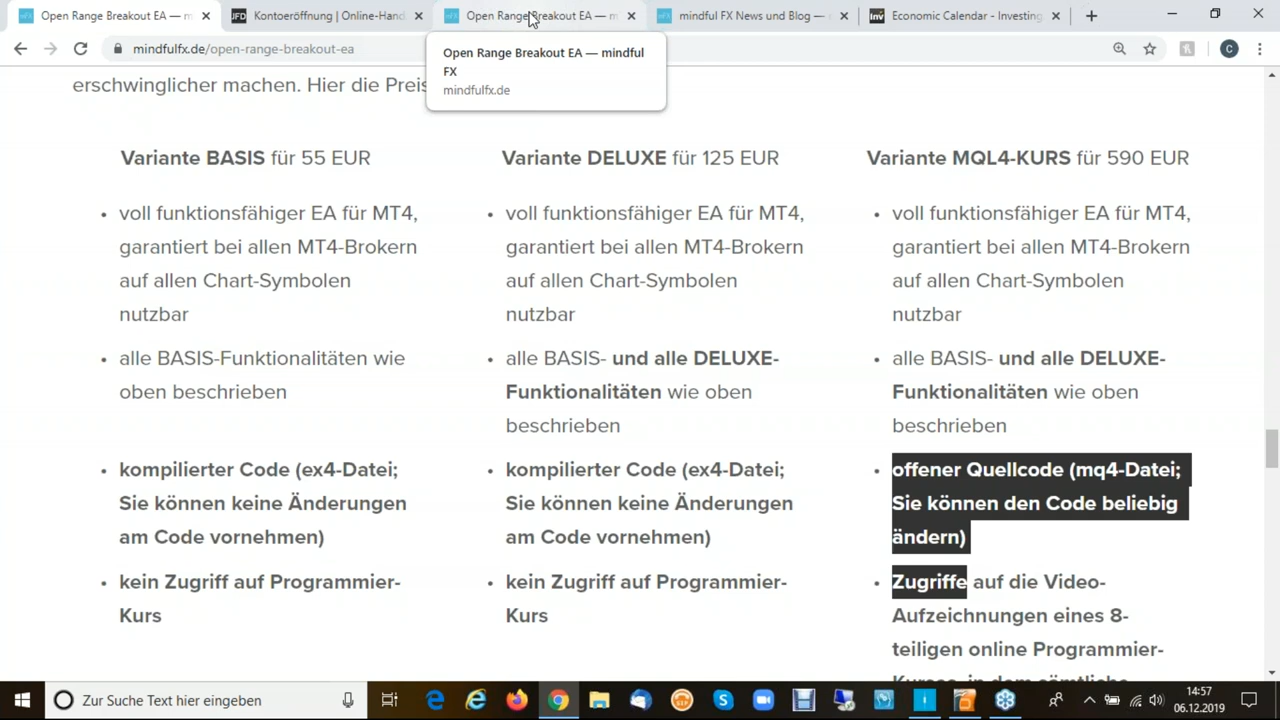 Open Range Breakout EA — m
Kontoeröffnung | Online-Hand
Open Range Breakout EA — m
mindful FX News und Blog —
Economic Calendar - Investing
mindfulfx.de/open-range-breakout-ea
C
Open Range Breakout EA — mindful
FX
mindfulfx.de
erschwinglicher machen. Hier die Preis
Variante BASIS für 55 EUR
voll funktionsfähiger EA für MT4,
garantiert bei allen MT4-Brokern
auf allen Chart-Symbolen
nutzbar
alle BASIS-Funktionalitäten wie
oben beschrieben
kompilierter Code (ex4-Datei;
Sie können keine Änderungen
am Code vornehmen)
kein Zugriff auf Programmier-
Kurs
Variante DELUXE für 125 EUR
voll funktionsfähiger EA für MT4,
garantiert bei allen MT4-Brokern
auf allen Chart-Symbolen
nutzbar
alle BASIS- und alle DELUXE-
Funktionalitäten wie oben
beschrieben
kompilierter Code (ex4-Datei;
Sie können keine Änderungen
am Code vornehmen)
kein Zugriff auf Programmier-
Kurs
Variante MQL4-KURS für 590 EUR
voll funktionsfähiger EA für MT4,
garantiert bei allen MT4-Brokern
auf allen Chart-Symbolen
nutzbar
alle BASIS- und alle DELUXE-
Funktionalitäten wie oben
beschrieben
offener Quellcode (mq4-Datei;
Sie können den Code beliebig
ändern)
Zugriffe auf die Video-
Aufzeichnungen eines 8-
teiligen online Programmier-
Kurses, in dem sämtliche
Zur Suche Text hier eingeben
14:57
06.12.2019